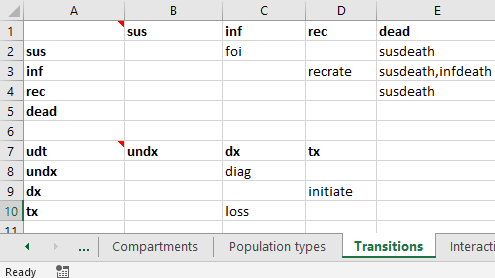 A B C D E
1 sus inf rec dead
2 sus foi susdeath
3 inf recrate susdeath,infdeath
4 rec susdeath
5 dead
6
7 udt undx dx tx
8 undx diag
9 dx initiate
10 tx loss
11
... Compartments Population types Transitions Interacti
Ready